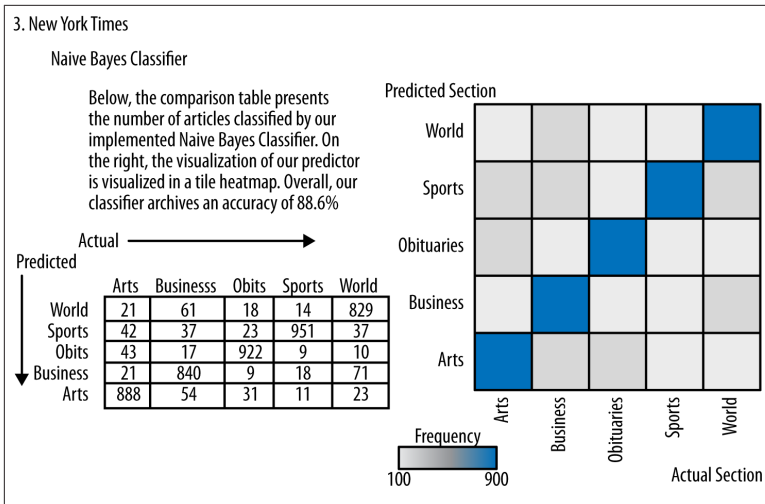 3. New York Times
Naive Bayes Classifier
Below, the comparison table presents
the number of articles classified by our
implemented Naive Bayes Classifier. On
the right, the visualization of our predictor
is visualized in a tile heatmap. Overall, our
classifier archives an accuracy of 88.6%
Actual
Predicted
Arts Businesss Obits Sports World
World 21 61 18 14 829
Sports 42 37 23 951 37
Obits 43 17 922 9 10
Business 21 840 9 18 71
Arts 888 54 31 11 23
Predicted Section
World
Sports
Obituaries
Business
Arts
Arts Business Obituaries Sports World
Frequency
100 900
Actual Section